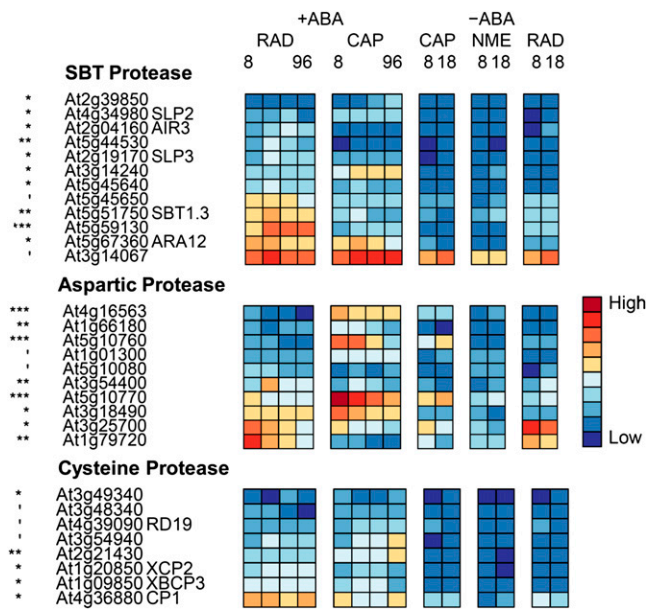 +ABA −ABA
RAD CAP CAP NME RAD
8 96 8 96 8 18 8 18 8 18
SBT Protease
* At2g39850
* At4g34980 SLP2
* At2g04160 AIR3
** At5g44530
* At2g19170 SLP3
* At3g14240
* At5g45640
' At5g45650
** At5g51750 SBT1.3
*** At5g59130
* At5g67360 ARA12
' At3g14067
Aspartic Protease
*** At4g16563
** At1g66180
*** At5g10760
' At1g01300
' At5g10080
** At3g54400
*** At5g10770
* At3g18490
* At3g25700
** At1g79720
High
Low
Cysteine Protease
* At3g49340
' At3g48340
' At4g39090 RD19
' At3g54940
** At2g21430
* At1g20850 XCP2
* At1g09850 XBCP3
* At4g36880 CP1